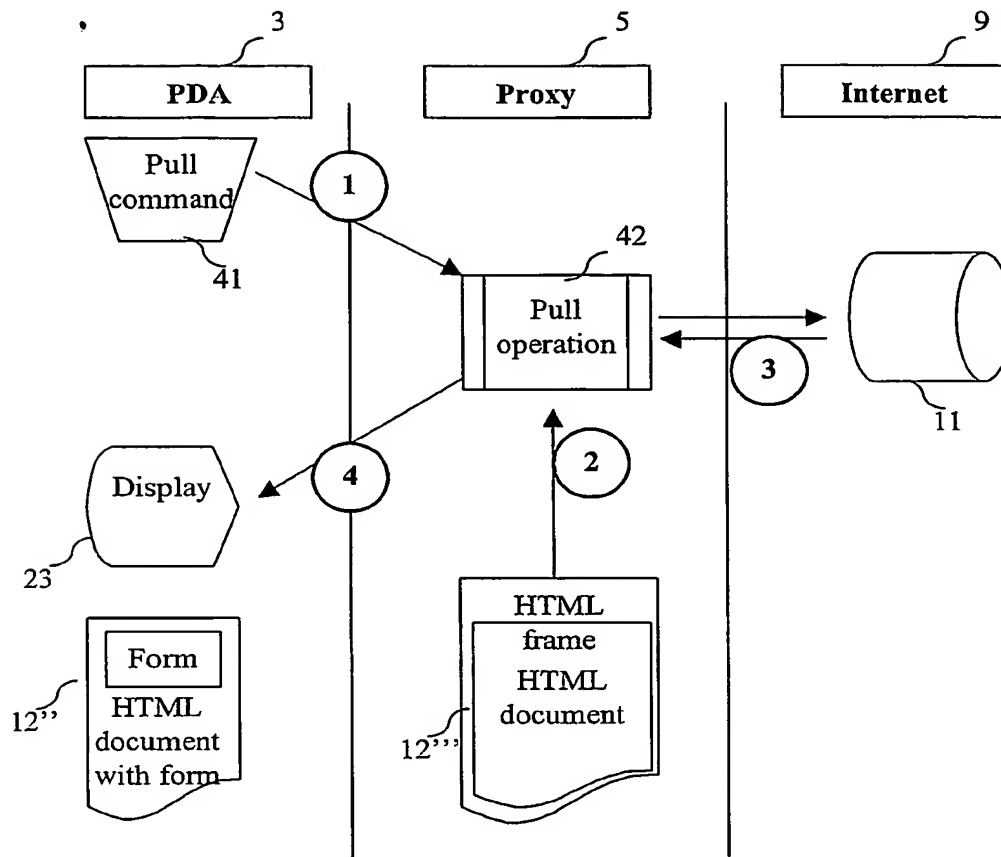 3
5
9
PDA
Proxy
Internet
Pull
command
41
1
42
Pull
operation
3
11
2
4
Display
23
Form
HTML
document
with form
12’’
HTML
frame
HTML
document
12’’’